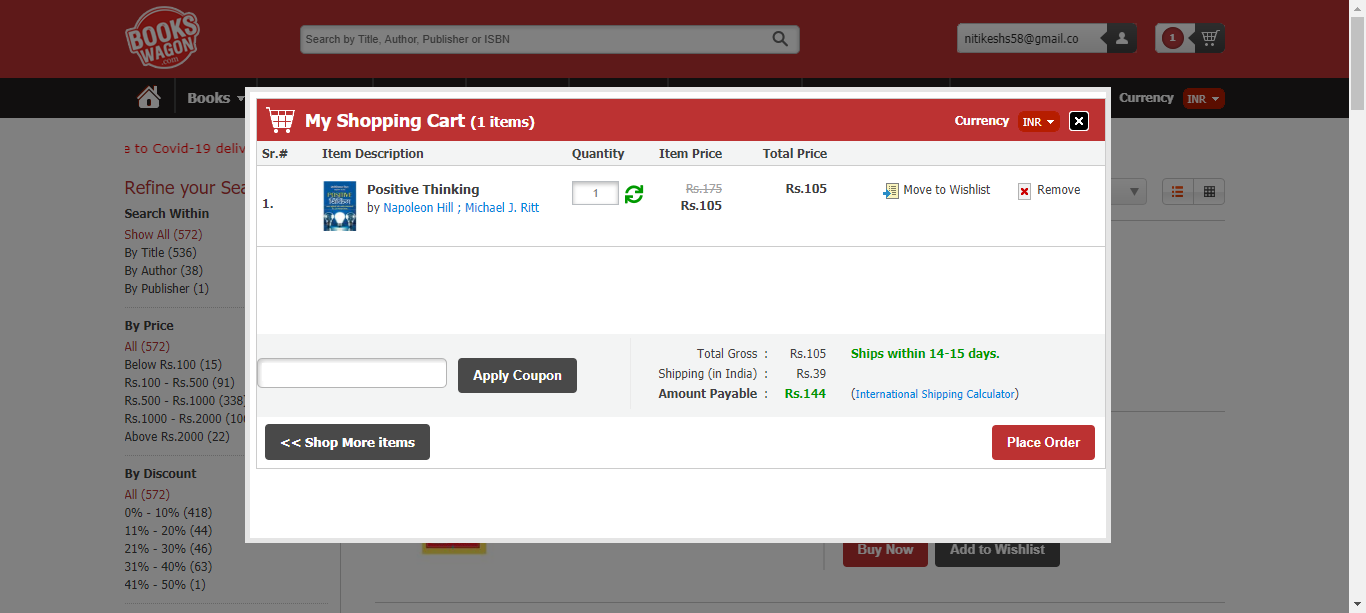 BOOKS
WAGON
.com
Search by Title, Author, Publisher or ISBN
nitikeshs58@gmail.co
1
Books
Currency INR
e to Covid-19 deliv
Refine your Sea
Search Within
Show All (572)
By Title (536)
By Author (38)
By Publisher (1)
By Price
All (572)
Below Rs.100 (15)
Rs.100 - Rs.500 (91)
Rs.500 - Rs.1000 (338)
Rs.1000 - Rs.2000 (10
Above Rs.2000 (22)
By Discount
All (572)
0% - 10% (418)
11% - 20% (44)
21% - 30% (46)
31% - 40% (63)
41% - 50% (1)
My Shopping Cart (1 items)
Currency INR
Sr.# Item Description Quantity Item Price Total Price
1. Positive Thinking 1 Rs.175 Rs.105 Move to Wishlist Remove
by Napoleon Hill ; Michael J. Ritt Rs.105
Apply Coupon
Total Gross : Rs.105 Ships within 14-15 days.
Shipping (in India) : Rs.39
Amount Payable : Rs.144 (International Shipping Calculator)
<< Shop More items
Place Order
Buy Now Add to Wishlist